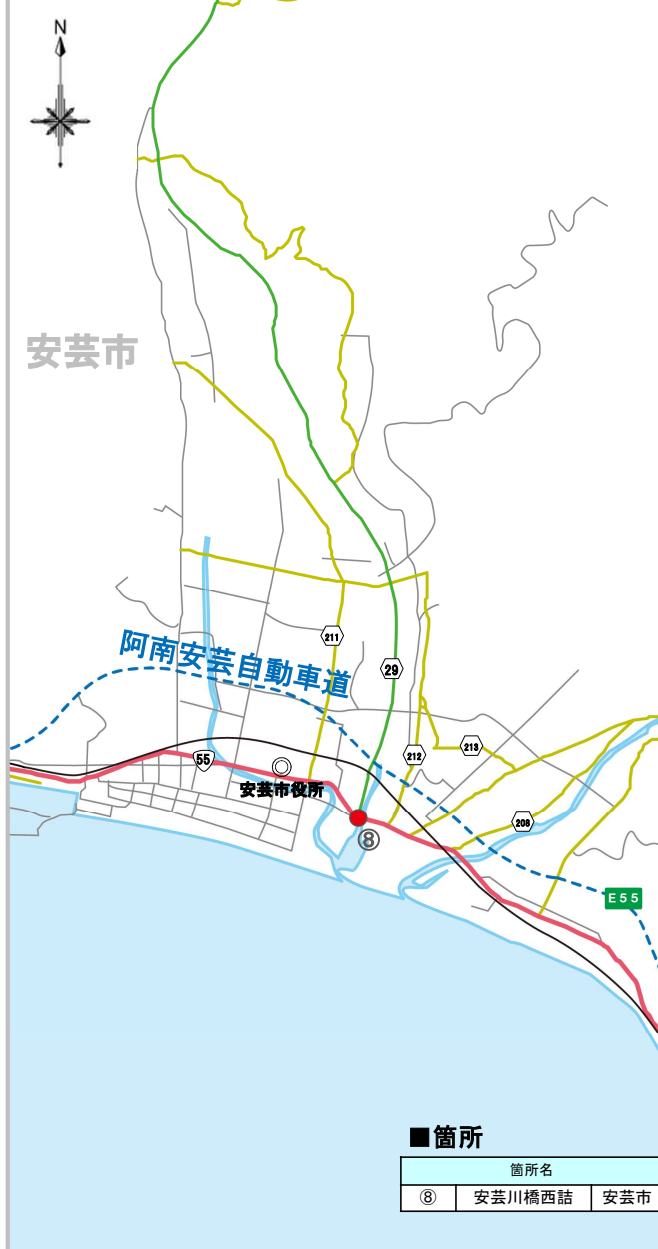 N
安芸市
211
阿南安芸自動車道
29
213
212
55
安芸市役所
208
⑧
E55
■箇所
箇所名
⑧ 安芸川橋西詰 安芸市